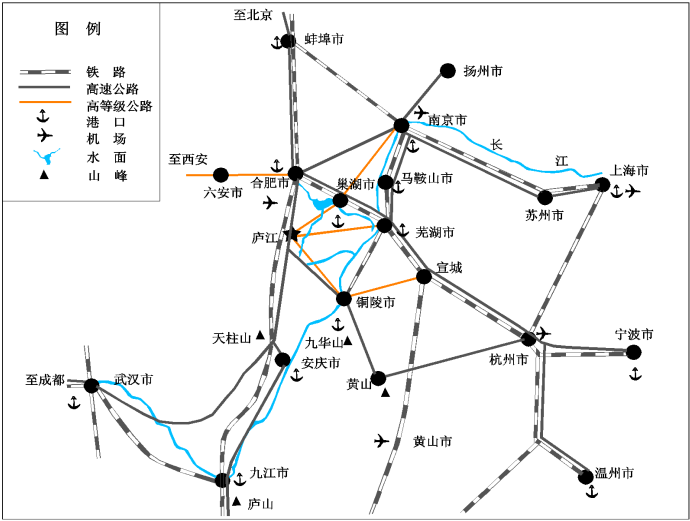 图 例
铁 路
高速公路
高等级公路
港 口
机 场
水 面
山 峰
至北京
蚌埠市
扬州市
南京市
长 江
至西安
六安市
合肥市
巢湖市
马鞍山市
上海市
苏州市
庐江
芜湖市
宣城
铜陵市
天柱山
九华山
安庆市
杭州市
宁波市
至成都
武汉市
黄山
黄山市
九江市
庐山
温州市